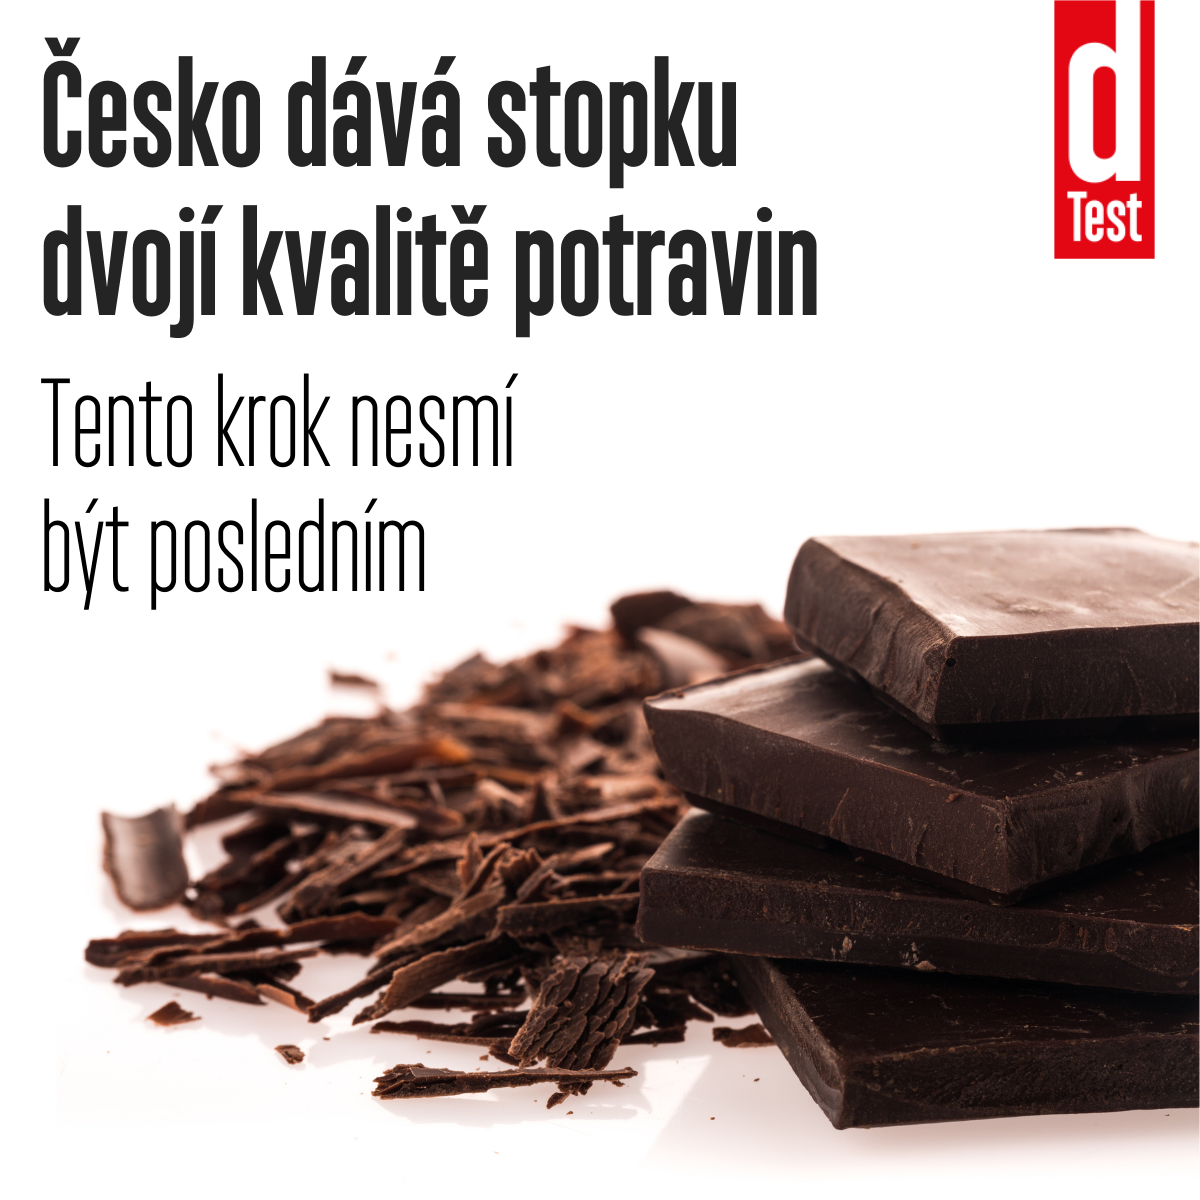 Česko dává stopku
dvojí kvalitě potravin
Tento krok nesmí
být posledním
d
Test